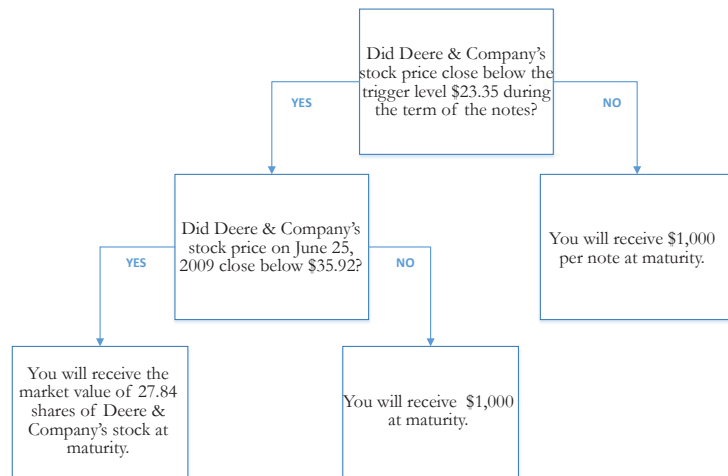 Did Deere & Company's
stock price close below the
trigger level $23.35 during
the term of the notes?
YES
NO
Did Deere & Company's
stock price on June 25,
2009 close below $35.92?
You will receive $1,000
per note at maturity.
YES
NO
You will receive the
market value of 27.84
shares of Deere &
Company's stock at
maturity.
You will receive $1,000
at maturity.